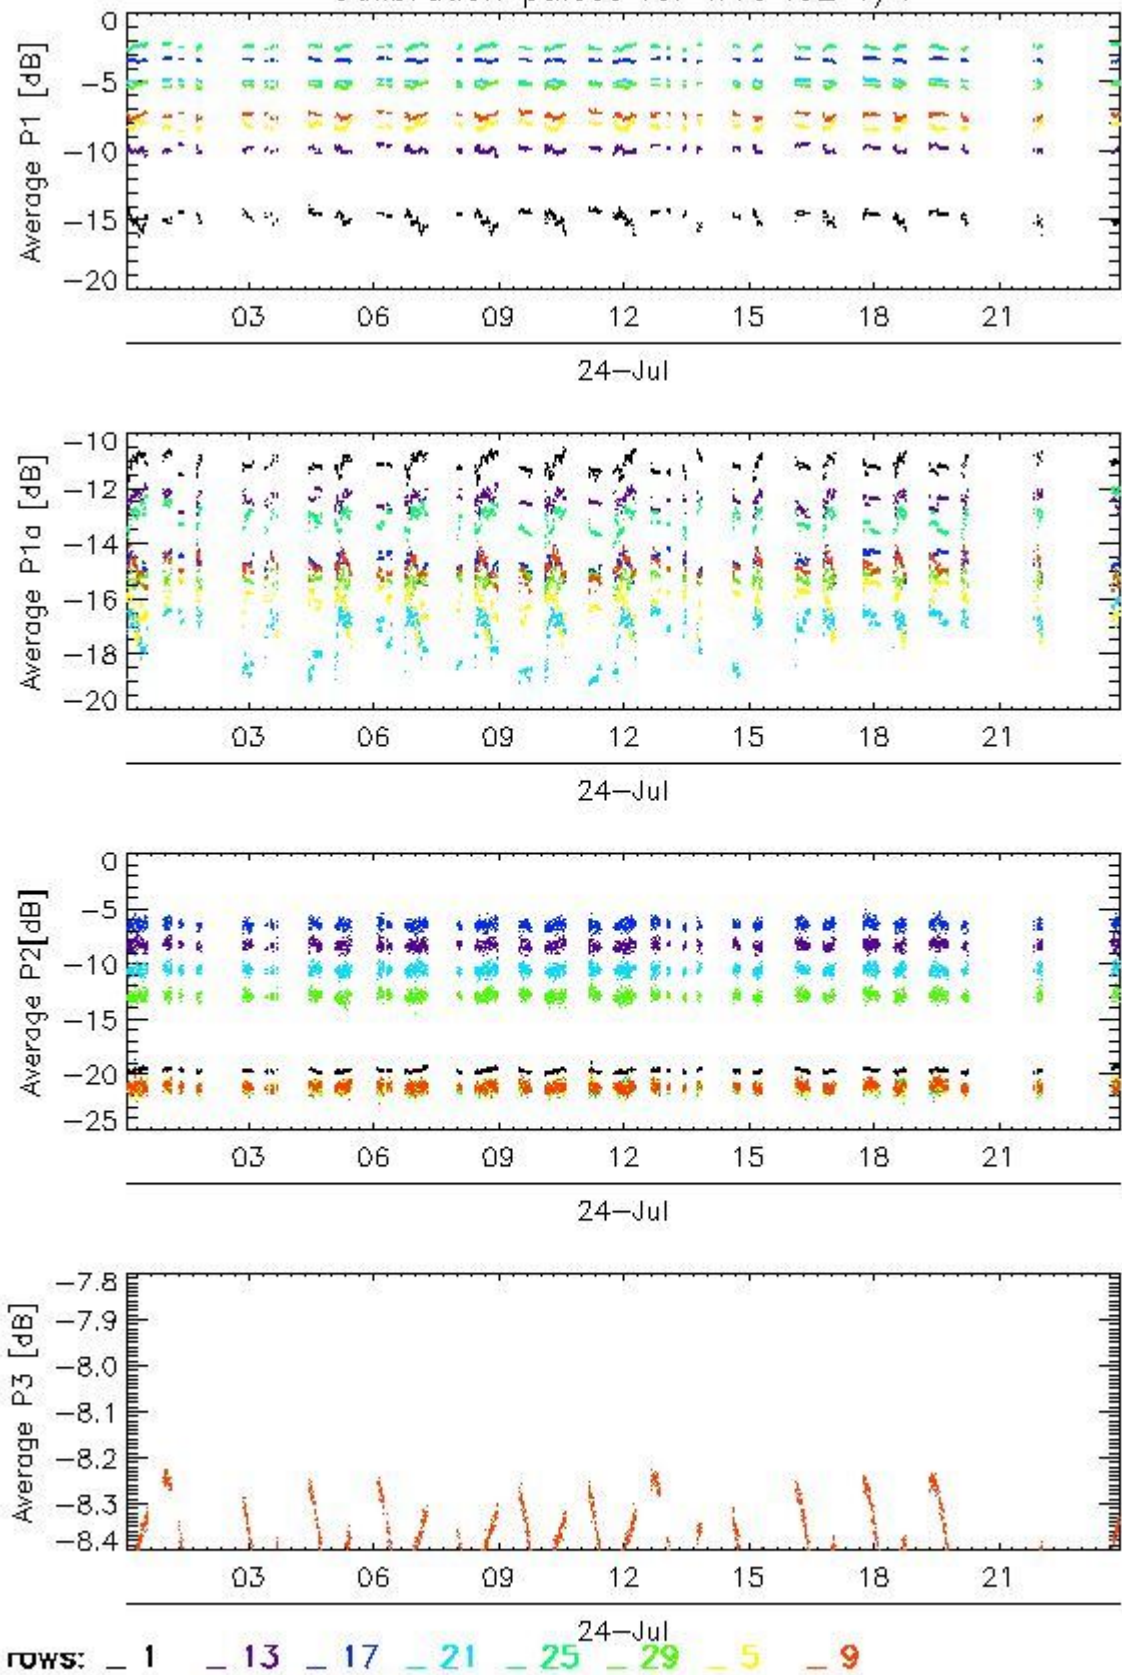 0
-5
-10
-15
-20
Average P1 [dB]
03 06 09 12 15 18 21
24-Jul
-10
-12
-14
-16
-18
-20
Average P1a [dB]
03 06 09 12 15 18 21
24-Jul
0
-5
-10
-15
-20
-25
Average P2[dB]
03 06 09 12 15 18 21
24-Jul
-7.8
-7.9
-8.0
-8.1
-8.2
-8.3
-8.4
Average P3 [dB]
03 06 09 12 15 18 21
24-Jul
rows: _ 1 _ 13 _ 17 _ 21 _ 25 _ 29 _ 5 _ 9